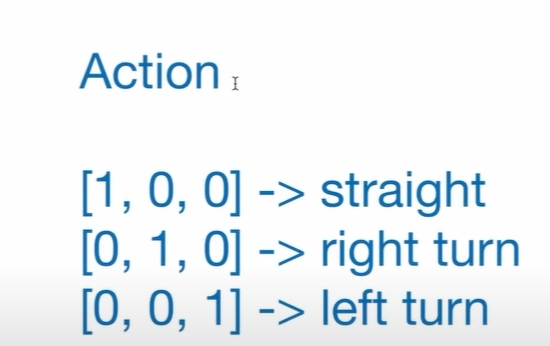 Action
[1, 0, 0] -> straight
[0, 1, 0] -> right turn
[0, 0, 1] -> left turn